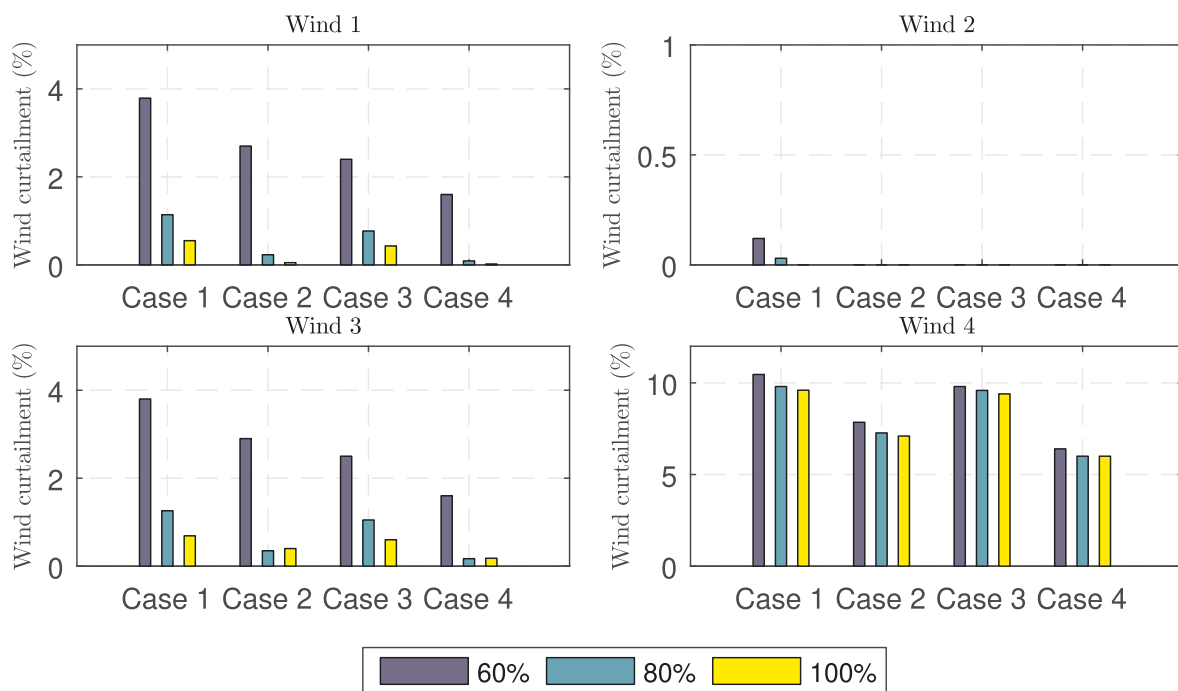 Wind 1
Wind curtailment (%)
4
2
0
Case 1 Case 2 Case 3 Case 4
Wind 2
Wind curtailment (%)
1
0.5
0
Case 1 Case 2 Case 3 Case 4
Wind 3
Wind curtailment (%)
4
2
0
Case 1 Case 2 Case 3 Case 4
Wind 4
Wind curtailment (%)
10
5
0
Case 1 Case 2 Case 3 Case 4
60% 80% 100%